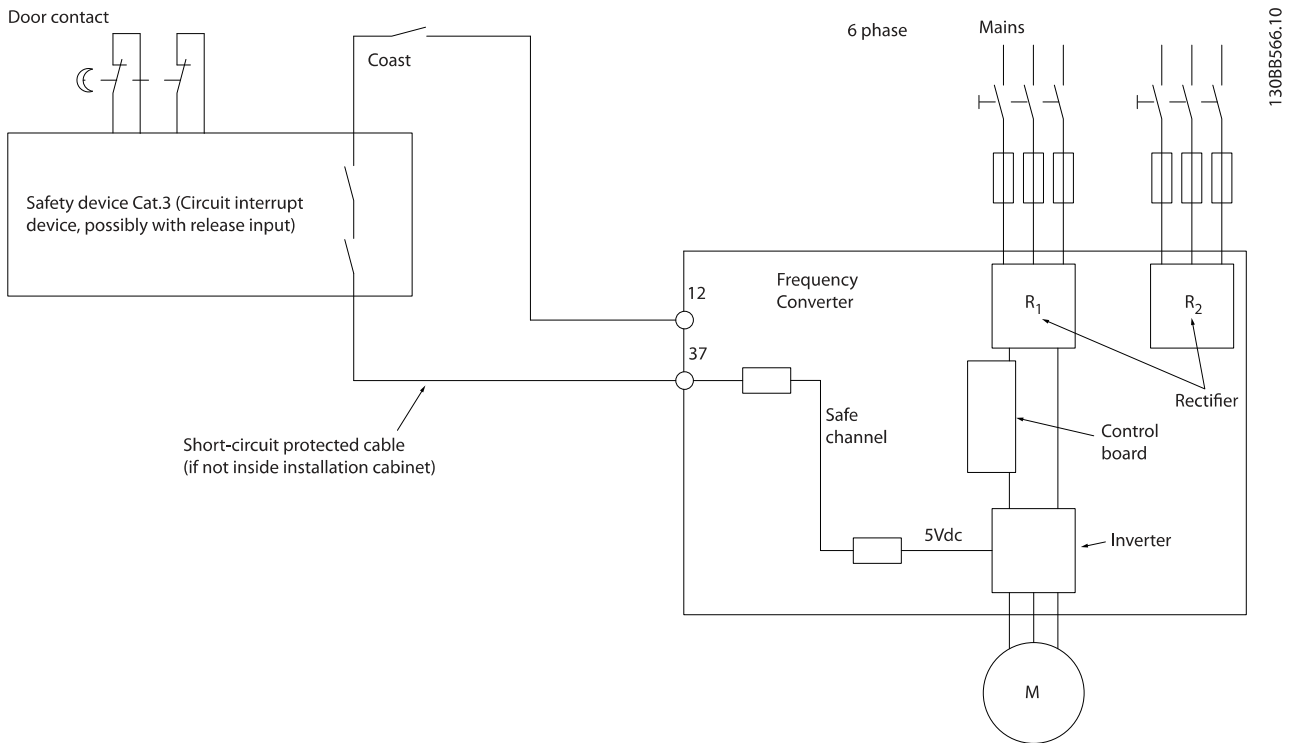 Door contact
Coast
6 phase
Mains
130BB566.10
Safety device Cat.3 (Circuit interrupt
device, possibly with release input)
12
Frequency
Converter
R1
R2
37
Safe
channel
Rectifier
Control
board
Short-circuit protected cable
(if not inside installation cabinet)
5Vdc
Inverter
M